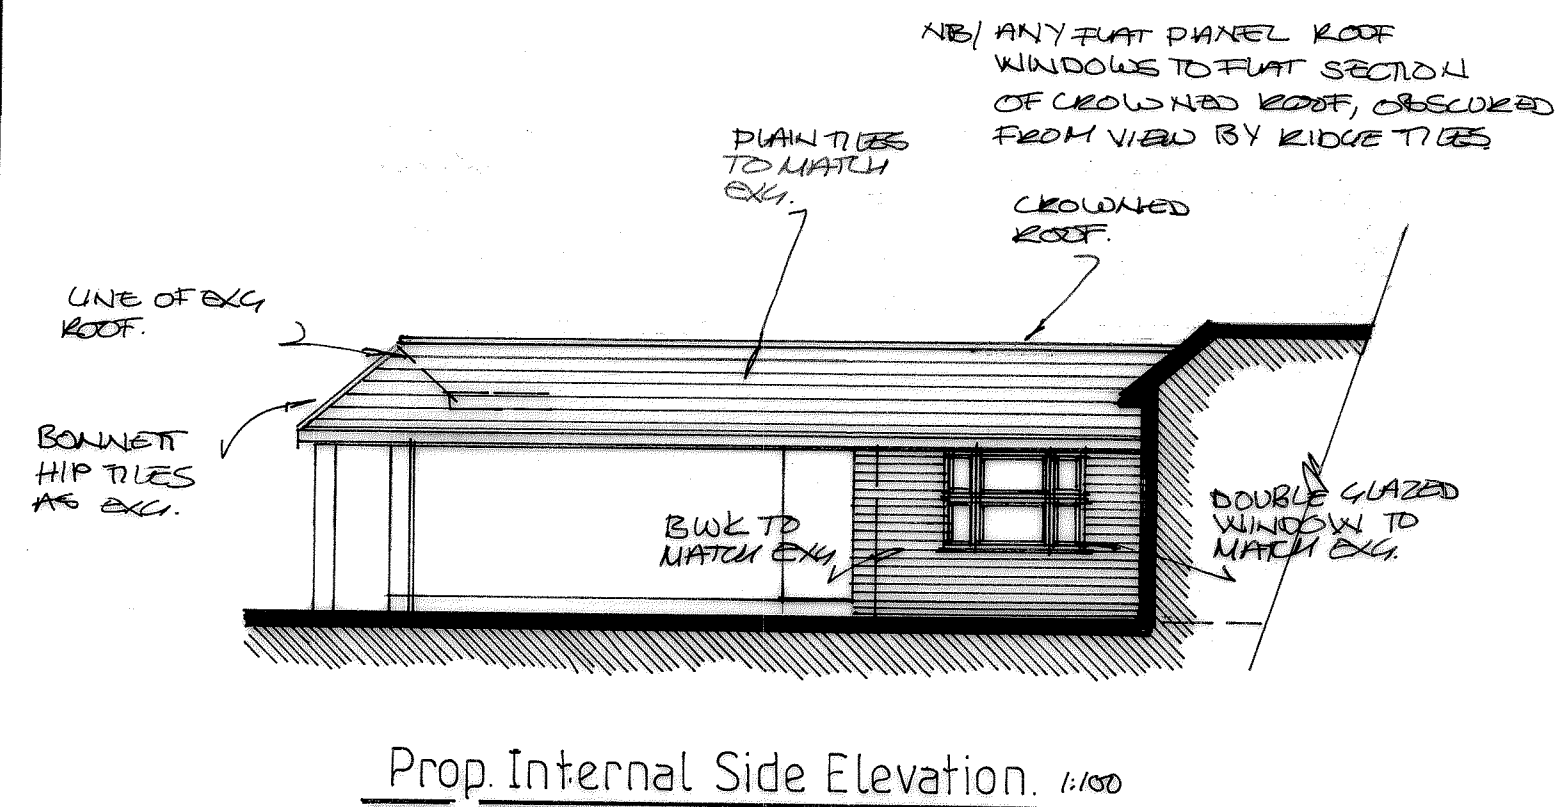 NB/ ANY FLAT PANEL ROOF
WINDOWS TO FLAT SECTION
OF CROWNED ROOF, OBSCURED
FROM VIEW BY RIDGE TILES
PLAIN TILES
TO MATCH
EXG.
CROWNED
ROOF.
LINE OF EXG
ROOF.
BONNETT
HIP TILES
AS EXG.
BWK TO
MATCH EXG.
DOUBLE GLAZED
WINDOW TO
MATCH EXG.
Prop. Internal Side Elevation. 1:100